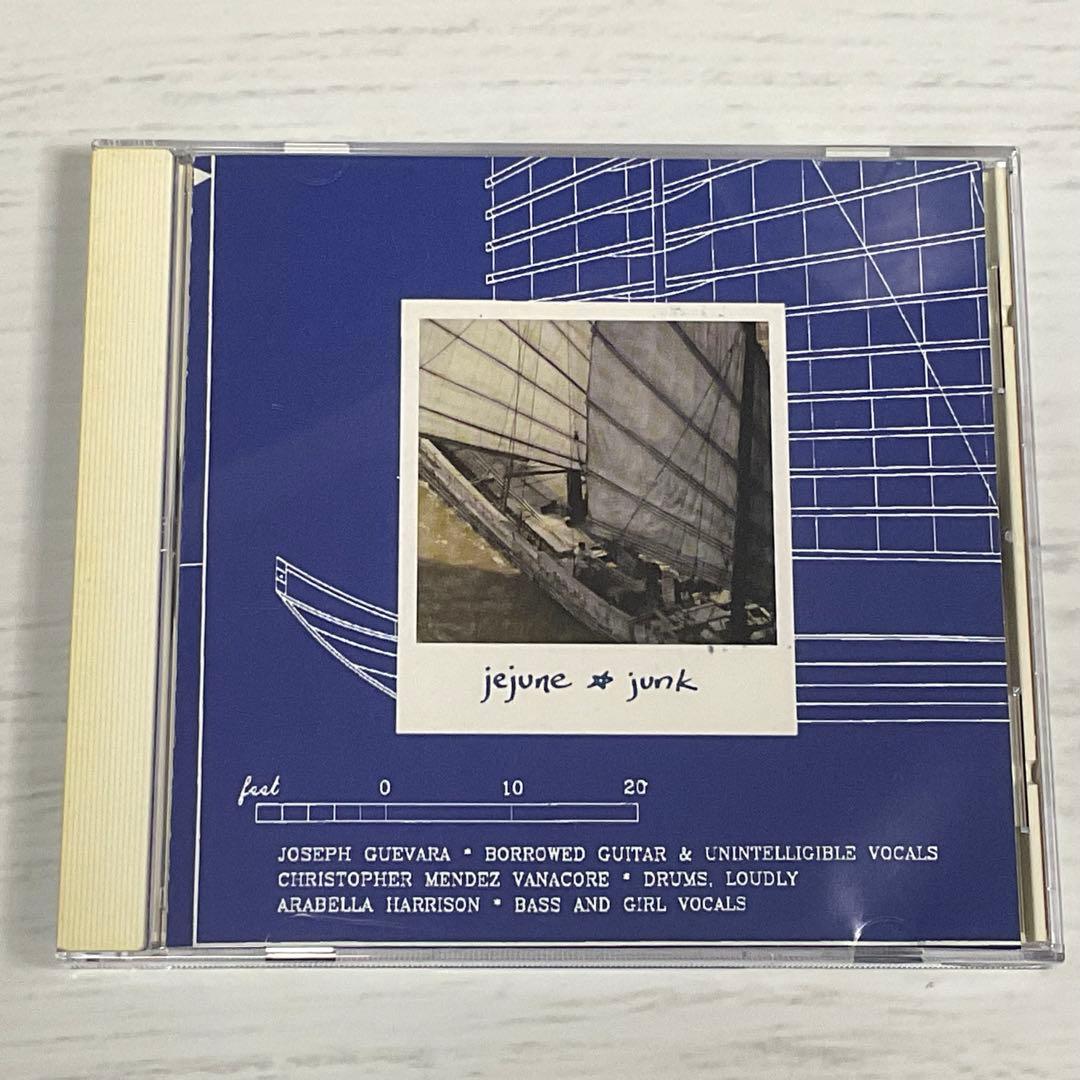 jejune ☆ junk
feet 0 10 20
JOSEPH GUEVARA * BORROWED GUITAR & UNINTELLIGIBLE VOCALS
CHRISTOPHER MENDEZ VANACORE * DRUMS, LOUDLY
ARABELLA HARRISON * BASS AND GIRL VOCALS